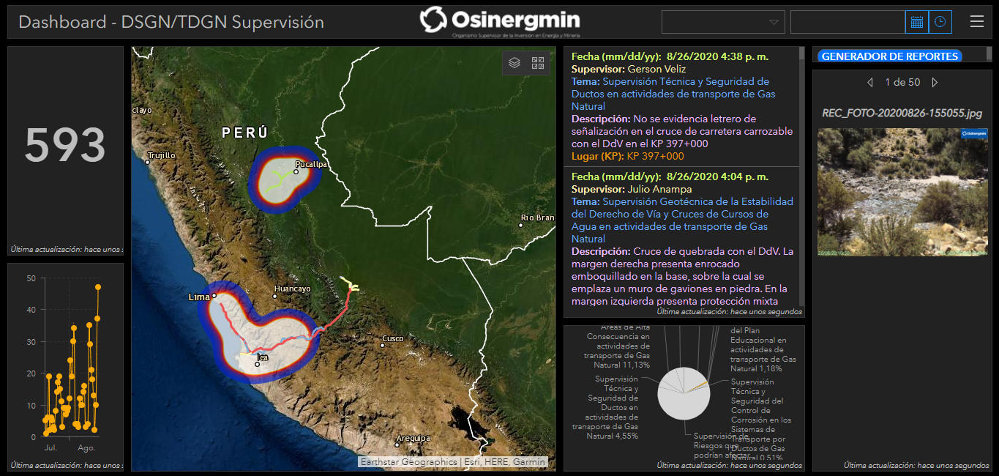 Dashboard - DSGN/TDGN Supervisión
Osinergmin
Organismo Supervisor de la Inversión en Energía y Minería
593
Última actualización: hace unos s
50
40
30
20
10
0
Jul.
Ago.
Última actualización: hace unos s
clayo
PERÚ
Trujillo
Pucallpa
Rio Bran
Huancayo
Lima
Cusco
Ica
Arequipa
Earthstar Geographics | Esri, HERE, Garmin
Fecha (mm/dd/yy): 8/26/2020 4:38 p. m.
Supervisor: Gerson Veliz
Tema: Supervisión Técnica y Seguridad de
Ductos en actividades de transporte de Gas
Natural
Descripción: No se evidencia letrero de
señalización en el cruce de carretera carrozable
con el DdV en el KP 397+000
Lugar (KP): KP 397+000
Fecha (mm/dd/yy): 8/26/2020 4:04 p. m.
Supervisor: Julio Anampa
Tema: Supervisión Geotécnica de la Estabilidad
del Derecho de Vía y Cruces de Cursos de
Agua en actividades de transporte de Gas
Natural
Descripción: Cruce de quebrada con el DdV. La
margen derecha presenta enrocado
emboquillado en la base, sobre la cual se
emplaza un muro de gaviones en piedra. En la
margen izquierda presenta protección mixta
Última actualización: hace unos segundos
Áreas de Alta
Consecuencia en
actividades de
transporte de Gas
Natural 11,13%
Supervisión
Técnica y
Seguridad de
Ductos en
actividades de
transporte de Gas
Natural 4,55%
del Plan
Educacional en
actividades de
transporte de Gas
Natural 1,18%
Supervisión
Técnica y
Seguridad del
Control de
Corrosión en los
Sistemas de
Transporte por
Ductos de Gas
Natural 0,51%
Supervisión de
Riesgos que
podrían afectar
Última actualización: hace unos segundos
GENERADOR DE REPORTES
1 de 50
REC_FOTO-20200826-155055.jpg
Osinergmin
Última actualización: hace unos segundos